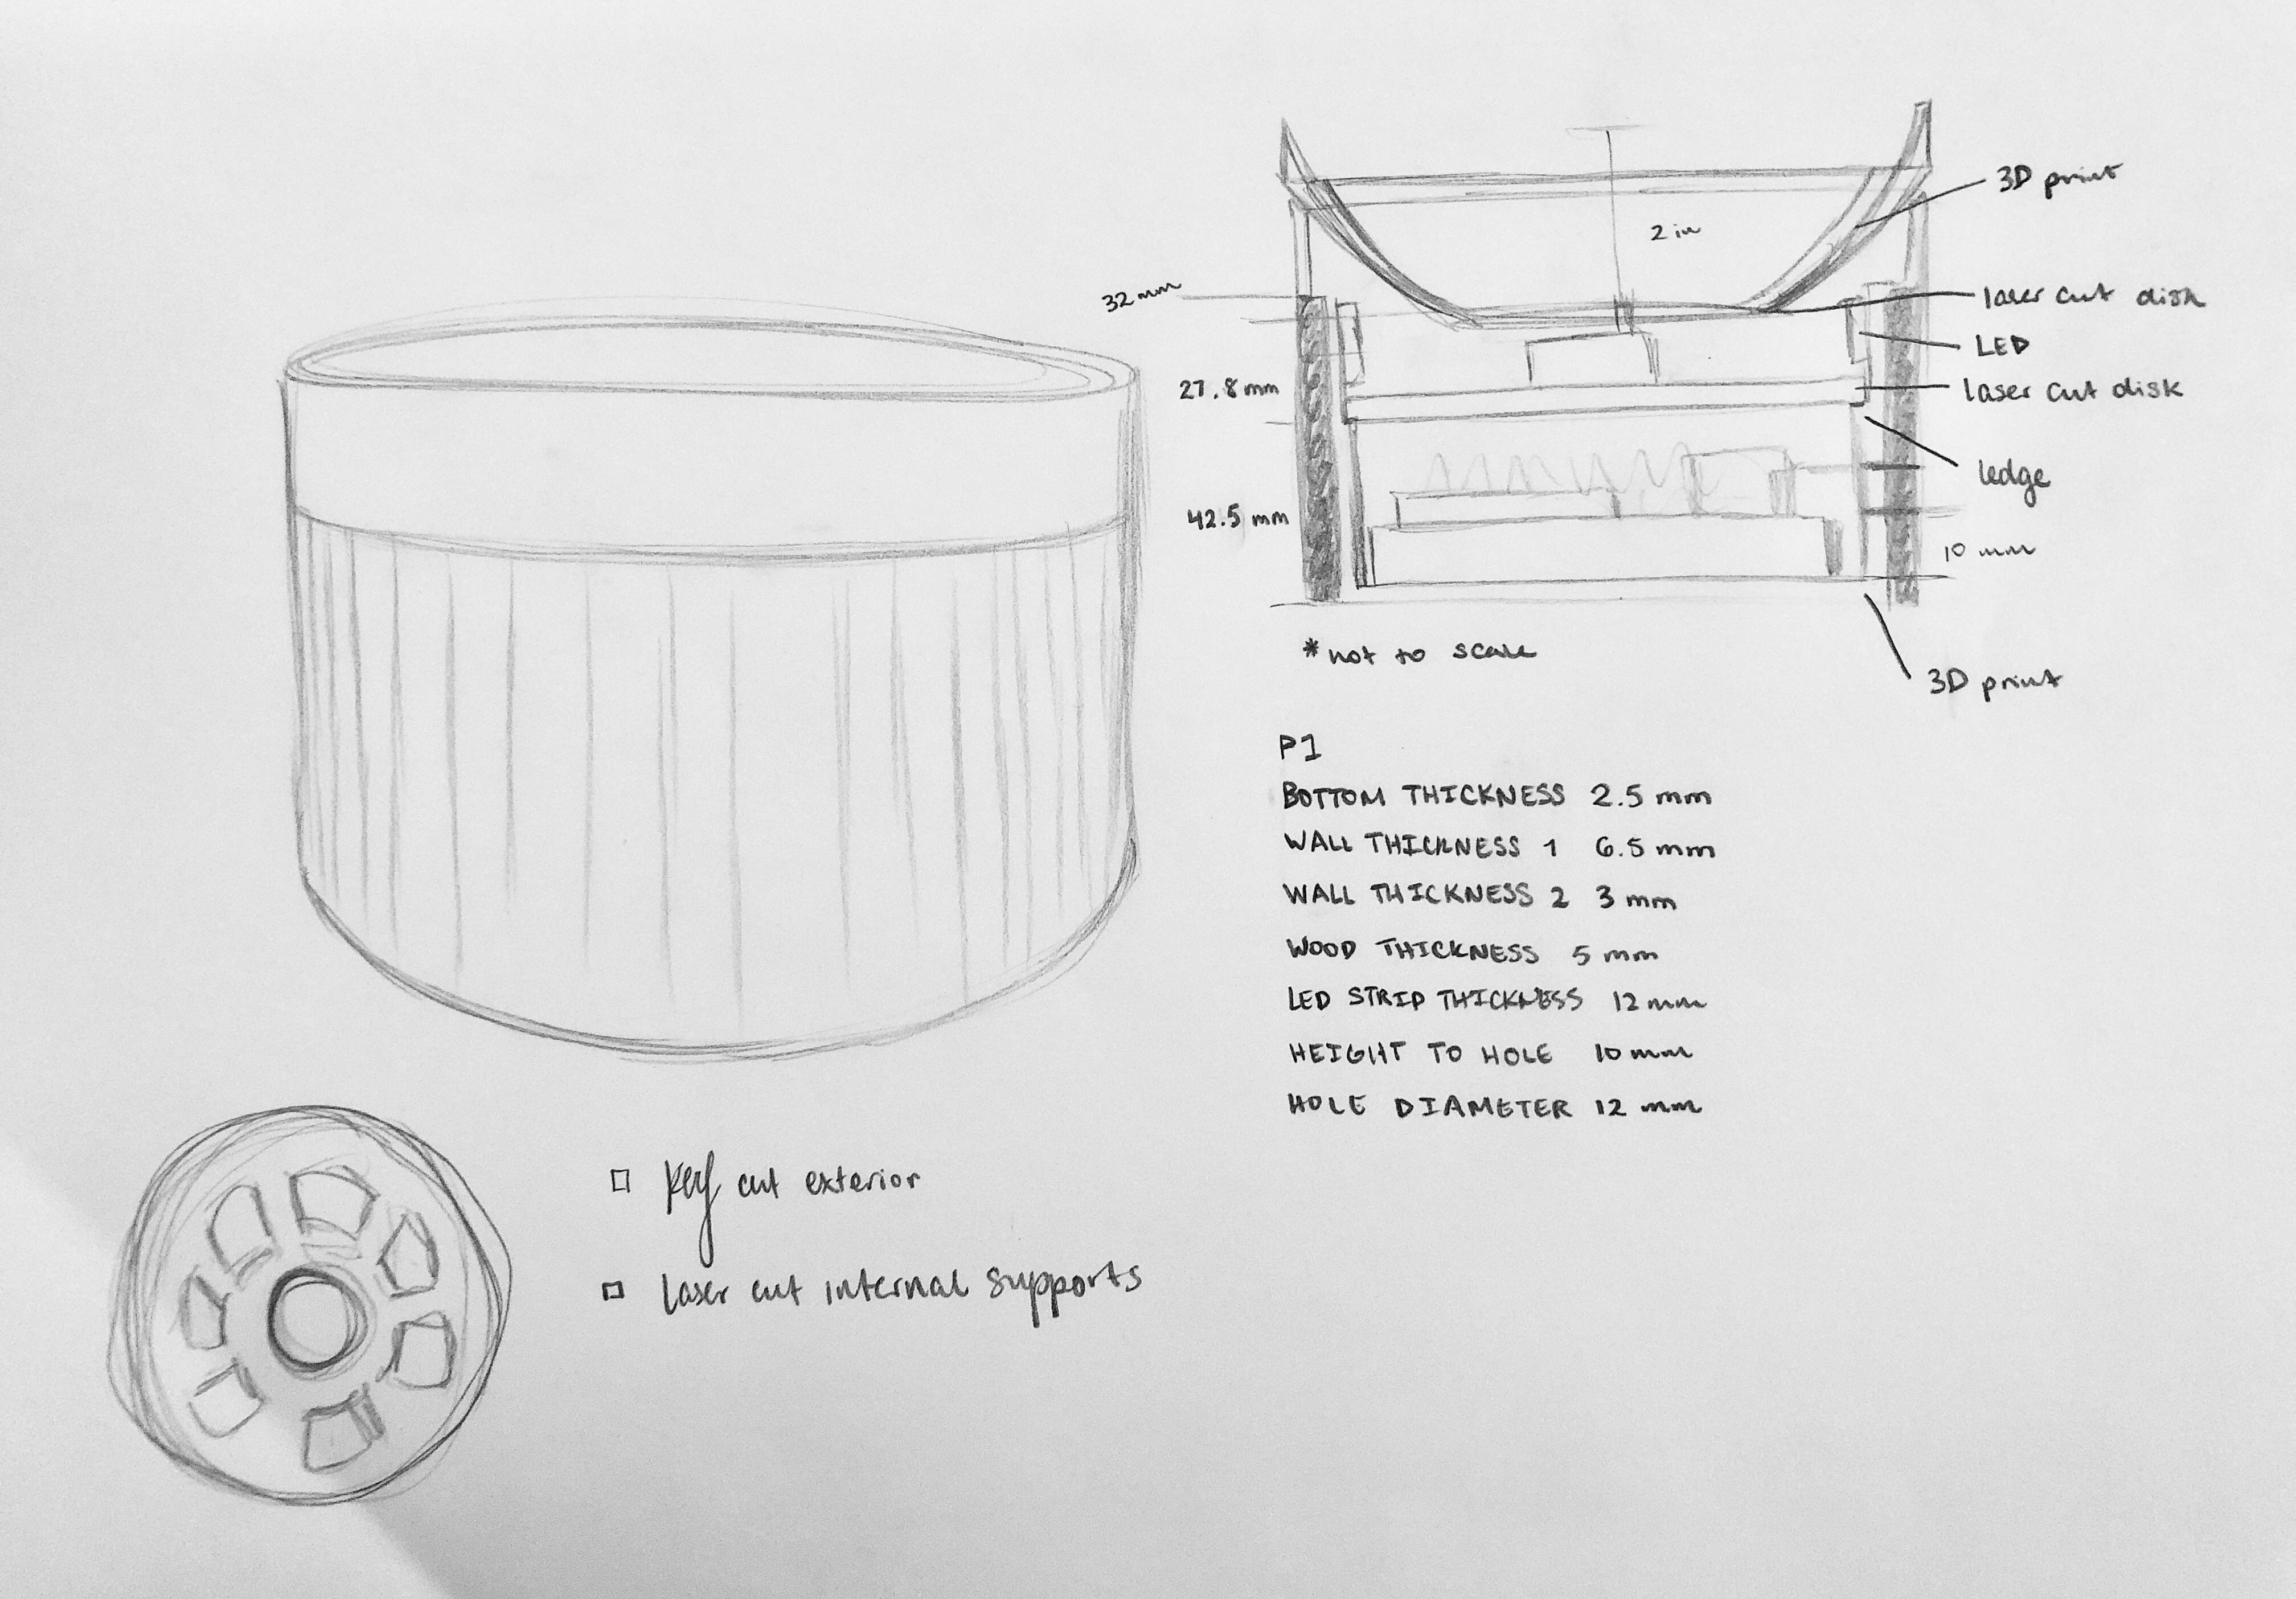 3D print
2 in
32 mm
laser cut disk
LED
27.8 mm
laser cut disk
ledge
42.5 mm
10 mm
*not to scale
3D print
P1
BOTTOM THICKNESS 2.5 mm
WALL THICKNESS 1 6.5 mm
WALL THICKNESS 2 3 mm
WOOD THICKNESS 5 mm
LED STRIP THICKNESS 12 mm
HEIGHT TO HOLE 10 mm
HOLE DIAMETER 12 mm
cut exterior
laser cut internal supports